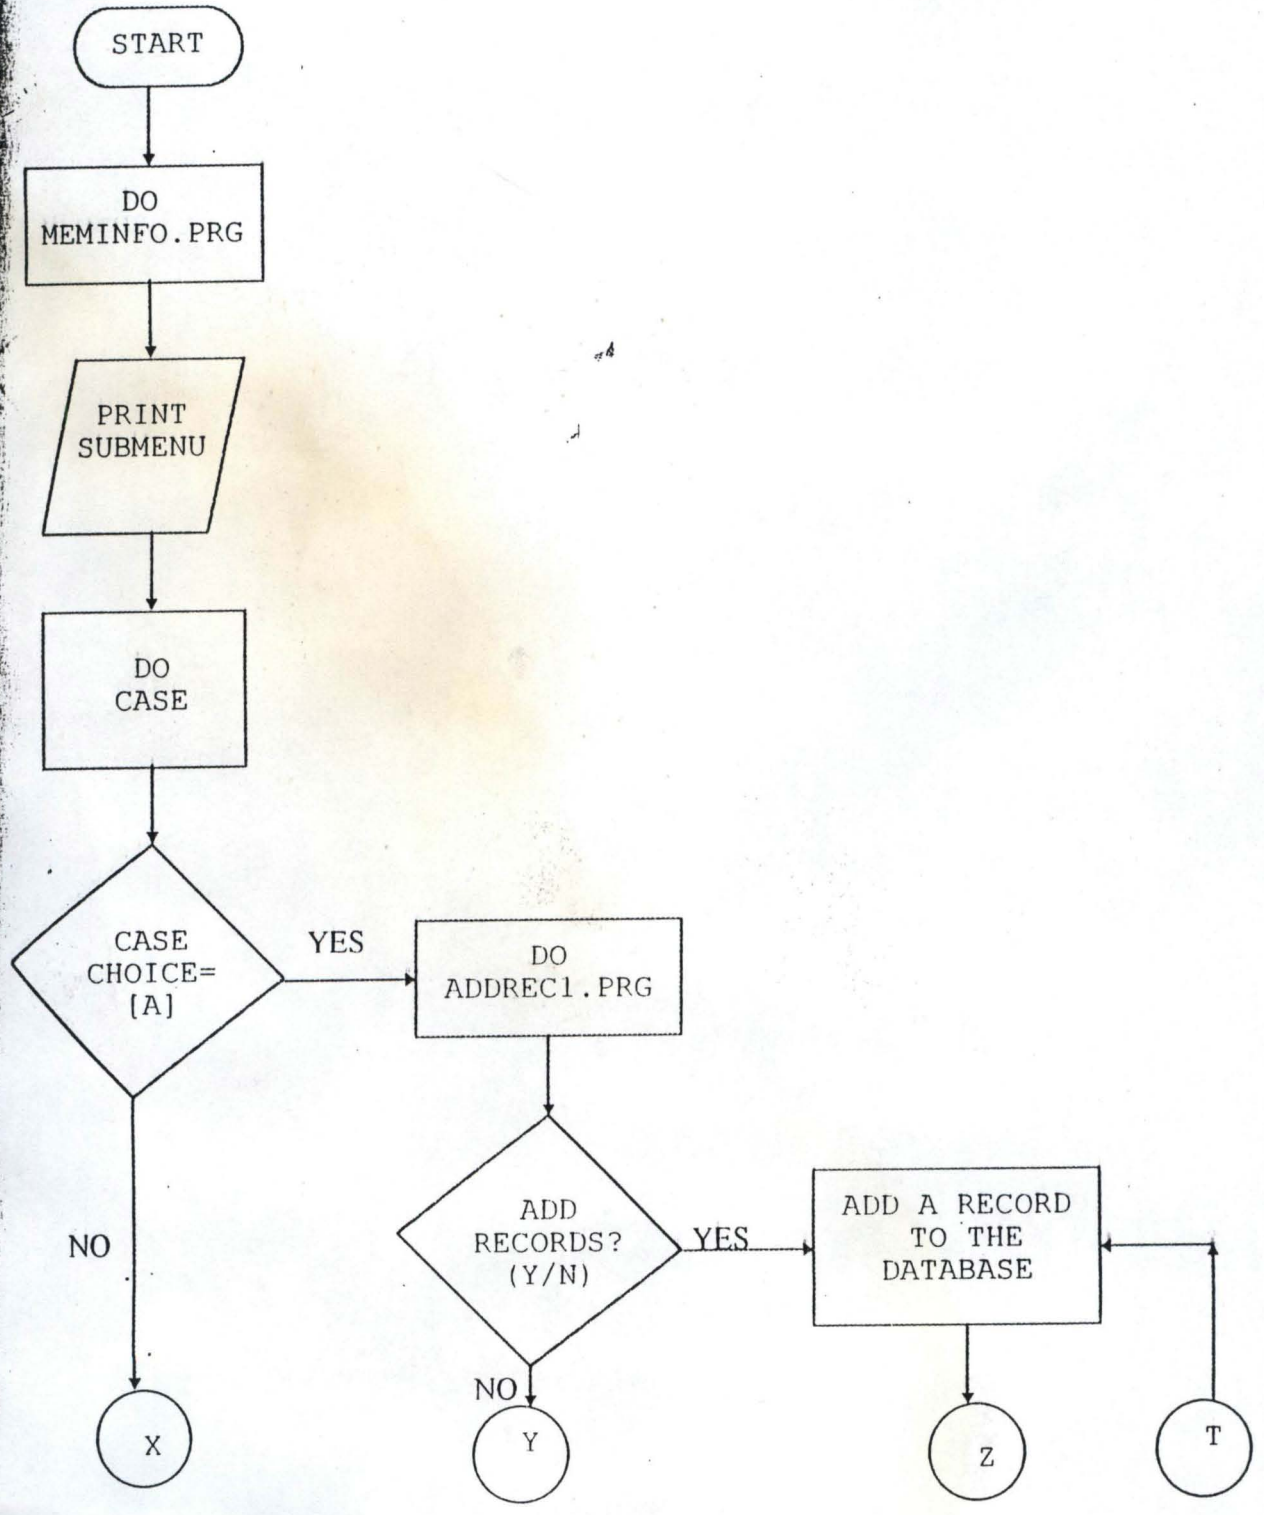 START
DO
MEMINFO.PRG
PRINT
SUBMENU
DO
CASE
CASE
CHOICE=
[A]
YES
DO
ADDREC1.PRG
NO
ADD
RECORDS?
(Y/N)
YES
ADD A RECORD
TO THE
DATABASE
NO
X
Y
Z
T